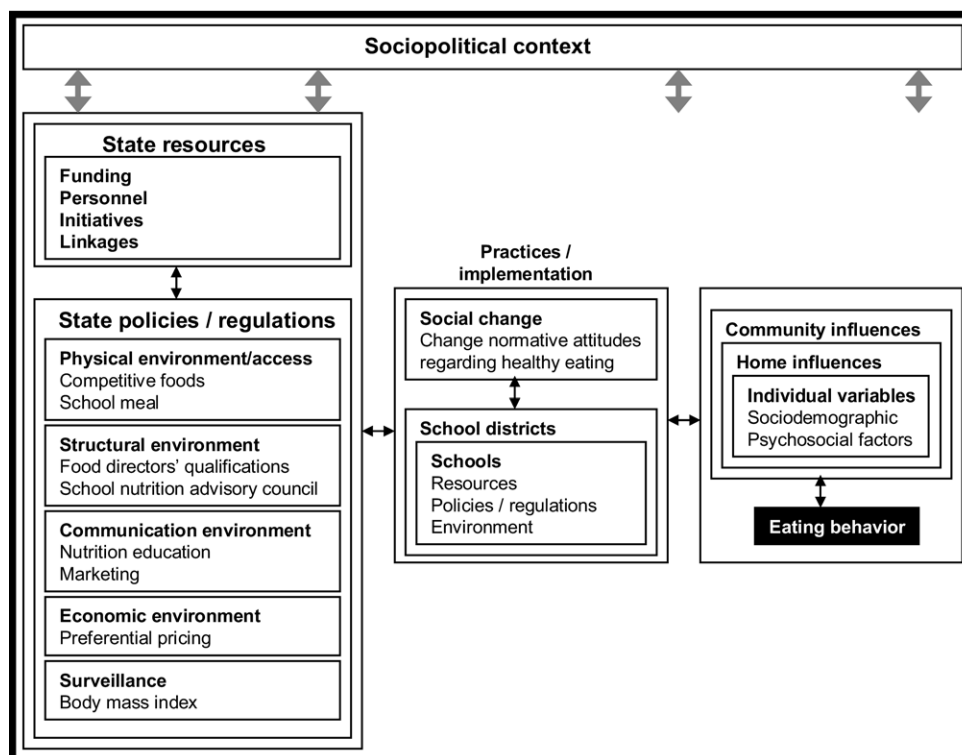 Sociopolitical context
State resources
Funding
Personnel
Initiatives
Linkages
State policies / regulations
Physical environment/access
Competitive foods
School meal
Structural environment
Food directors' qualifications
School nutrition advisory council
Communication environment
Nutrition education
Marketing
Economic environment
Preferential pricing
Surveillance
Body mass index
Practices /
implementation
Social change
Change normative attitudes
regarding healthy eating
School districts
Schools
Resources
Policies / regulations
Environment
Community influences
Home influences
Individual variables
Sociodemographic
Psychosocial factors
Eating behavior